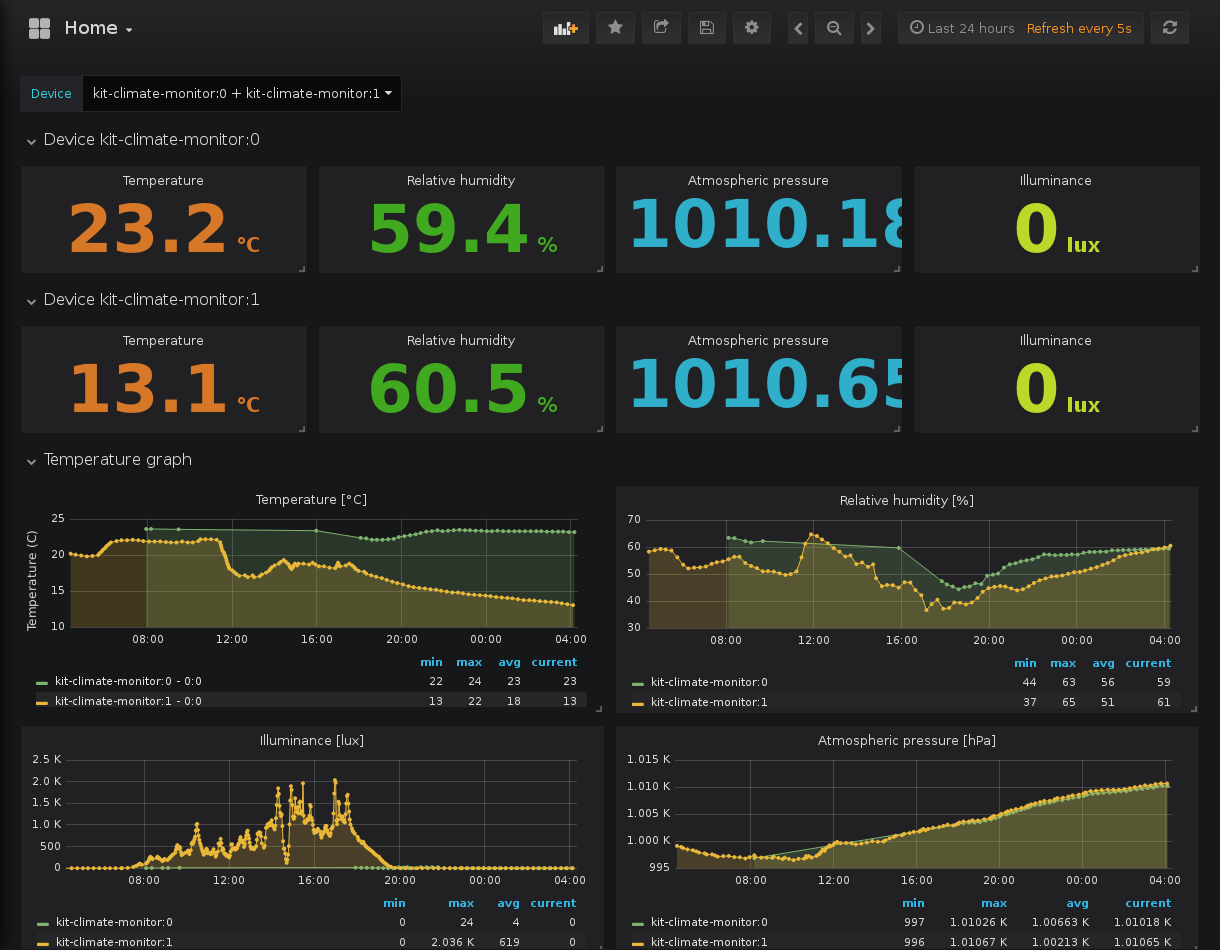 Home
Last 24 hours Refresh every 5s
Device kit-climate-monitor:0 + kit-climate-monitor:1
Device kit-climate-monitor:0
Temperature Relative humidity Atmospheric pressure Illuminance
23.2 °C 59.4 % 1010.18 0 lux
Device kit-climate-monitor:1
Temperature Relative humidity Atmospheric pressure Illuminance
13.1 °C 60.5 % 1010.65 0 lux
Temperature graph
Temperature [°C]
Temperature (C)
25
20
15
10
08:00 12:00 16:00 20:00 00:00 04:00
min max avg current
kit-climate-monitor:0 - 0:0 22 24 23 23
kit-climate-monitor:1 - 0:0 13 22 18 13
Relative humidity [%]
70
60
50
40
30
08:00 12:00 16:00 20:00 00:00 04:00
min max avg current
kit-climate-monitor:0 44 63 56 59
kit-climate-monitor:1 37 65 51 61
Illuminance [lux]
2.5 K
2.0 K
1.5 K
1.0 K
500
0
08:00 12:00 16:00 20:00 00:00 04:00
min max avg current
kit-climate-monitor:0 0 24 4 0
kit-climate-monitor:1 0 2.036 K 619 0
Atmospheric pressure [hPa]
1.015 K
1.010 K
1.005 K
1.000 K
995
08:00 12:00 16:00 20:00 00:00 04:00
min max avg current
kit-climate-monitor:0 997 1.01026 K 1.00663 K 1.01018 K
kit-climate-monitor:1 996 1.01067 K 1.00213 K 1.01065 K